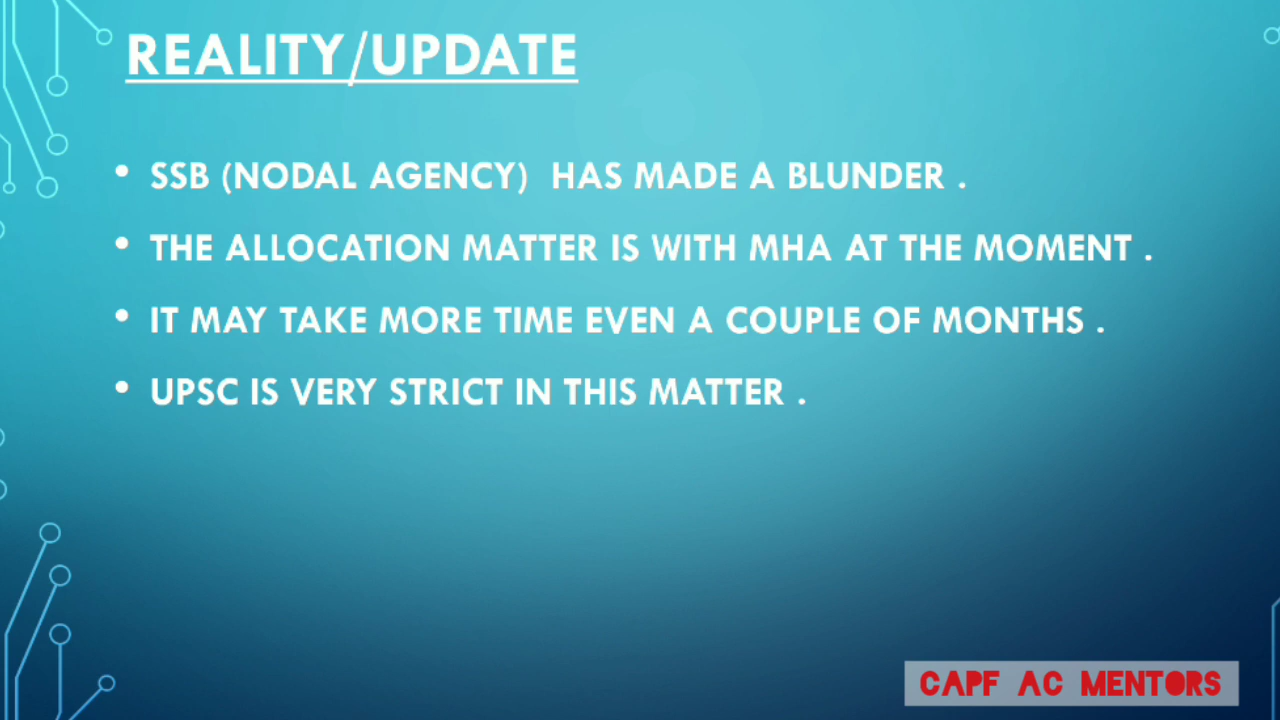 REALITY/UPDATE
• SSB (NODAL AGENCY) HAS MADE A BLUNDER .
• THE ALLOCATION MATTER IS WITH MHA AT THE MOMENT .
• IT MAY TAKE MORE TIME EVEN A COUPLE OF MONTHS .
• UPSC IS VERY STRICT IN THIS MATTER .
CAPF AC MENTORS